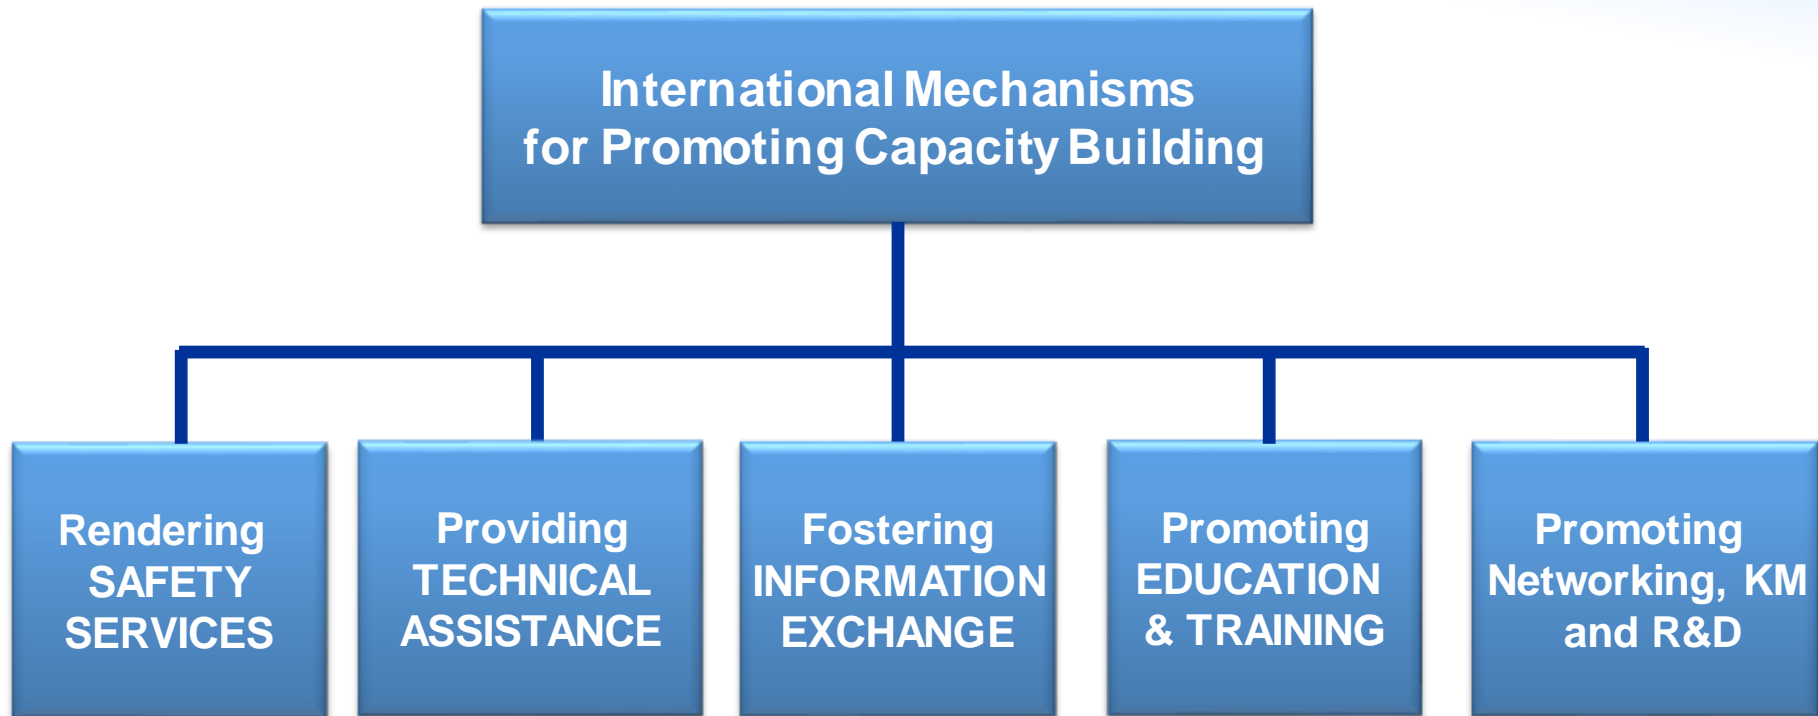 International Mechanisms
for Promoting Capacity Building
Rendering
SAFETY
SERVICES
Providing
TECHNICAL
ASSISTANCE
Fostering
INFORMATION
EXCHANGE
Promoting
EDUCATION
& TRAINING
Promoting
Networking, KM
and R&D